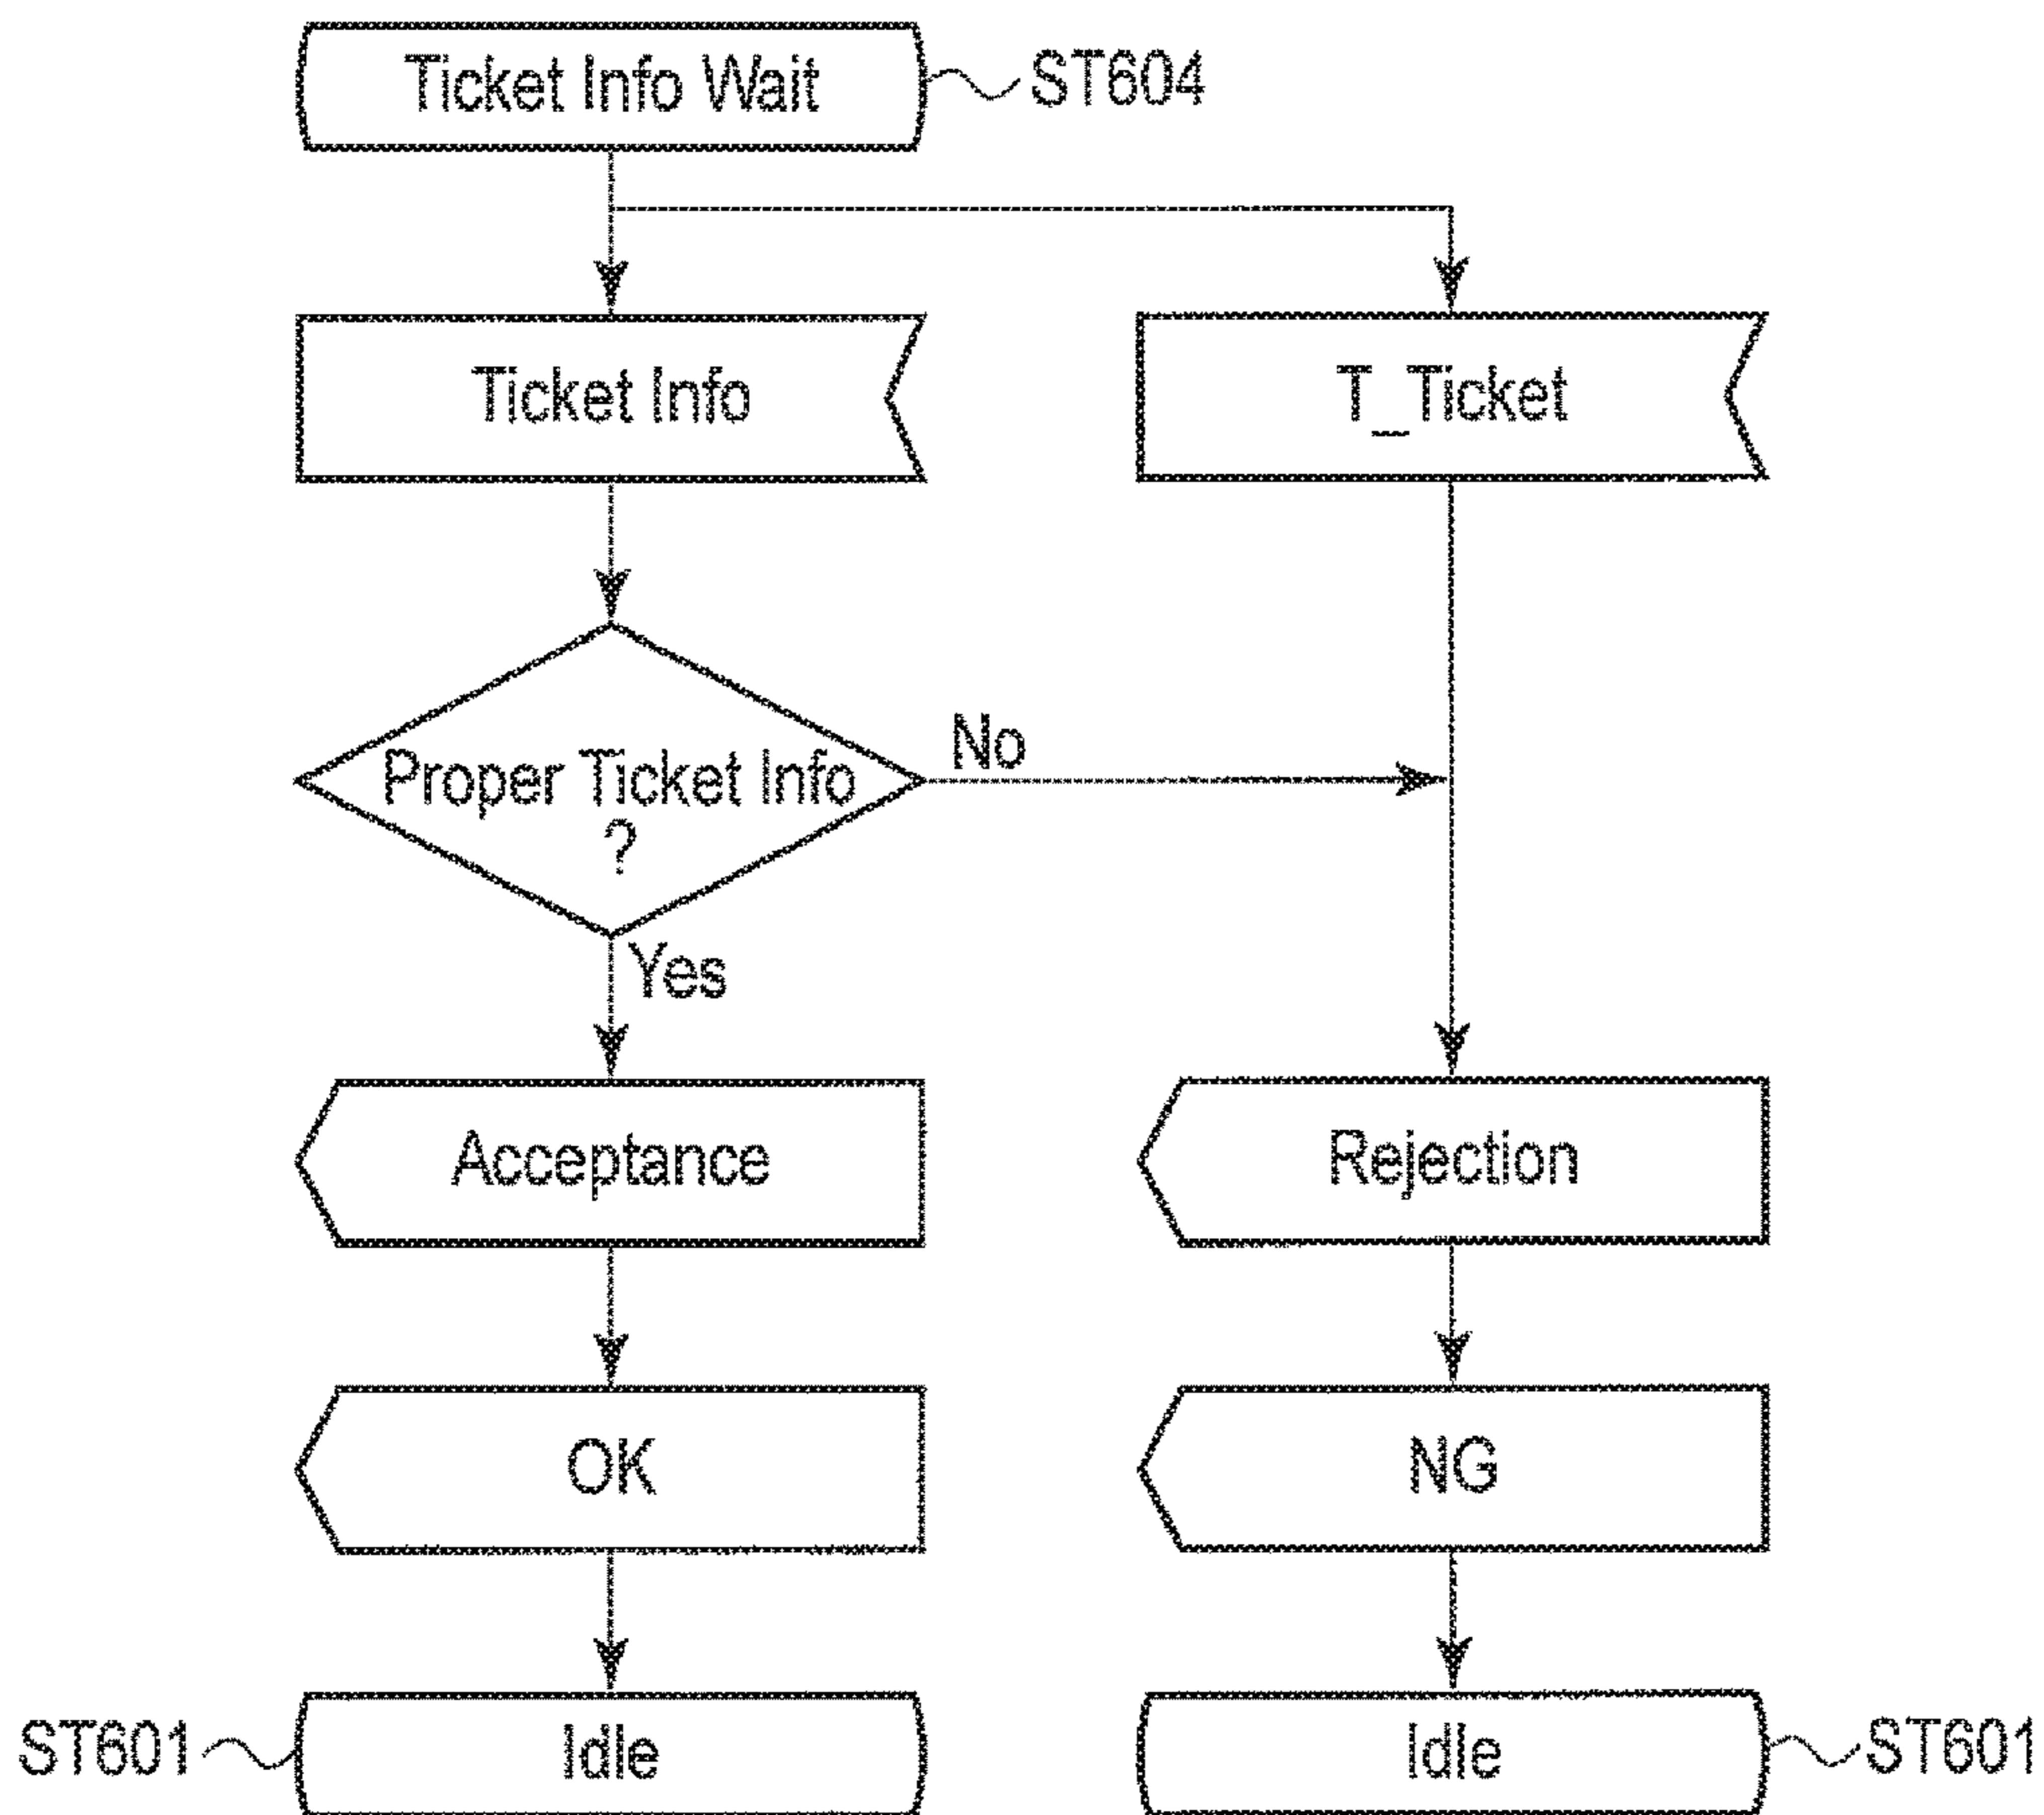 Ticket Info Wait
ST604
Ticket Info
T_Ticket
Proper Ticket Info
?
No
Yes
Acceptance
Rejection
OK
NG
ST601
Idle
Idle
ST601